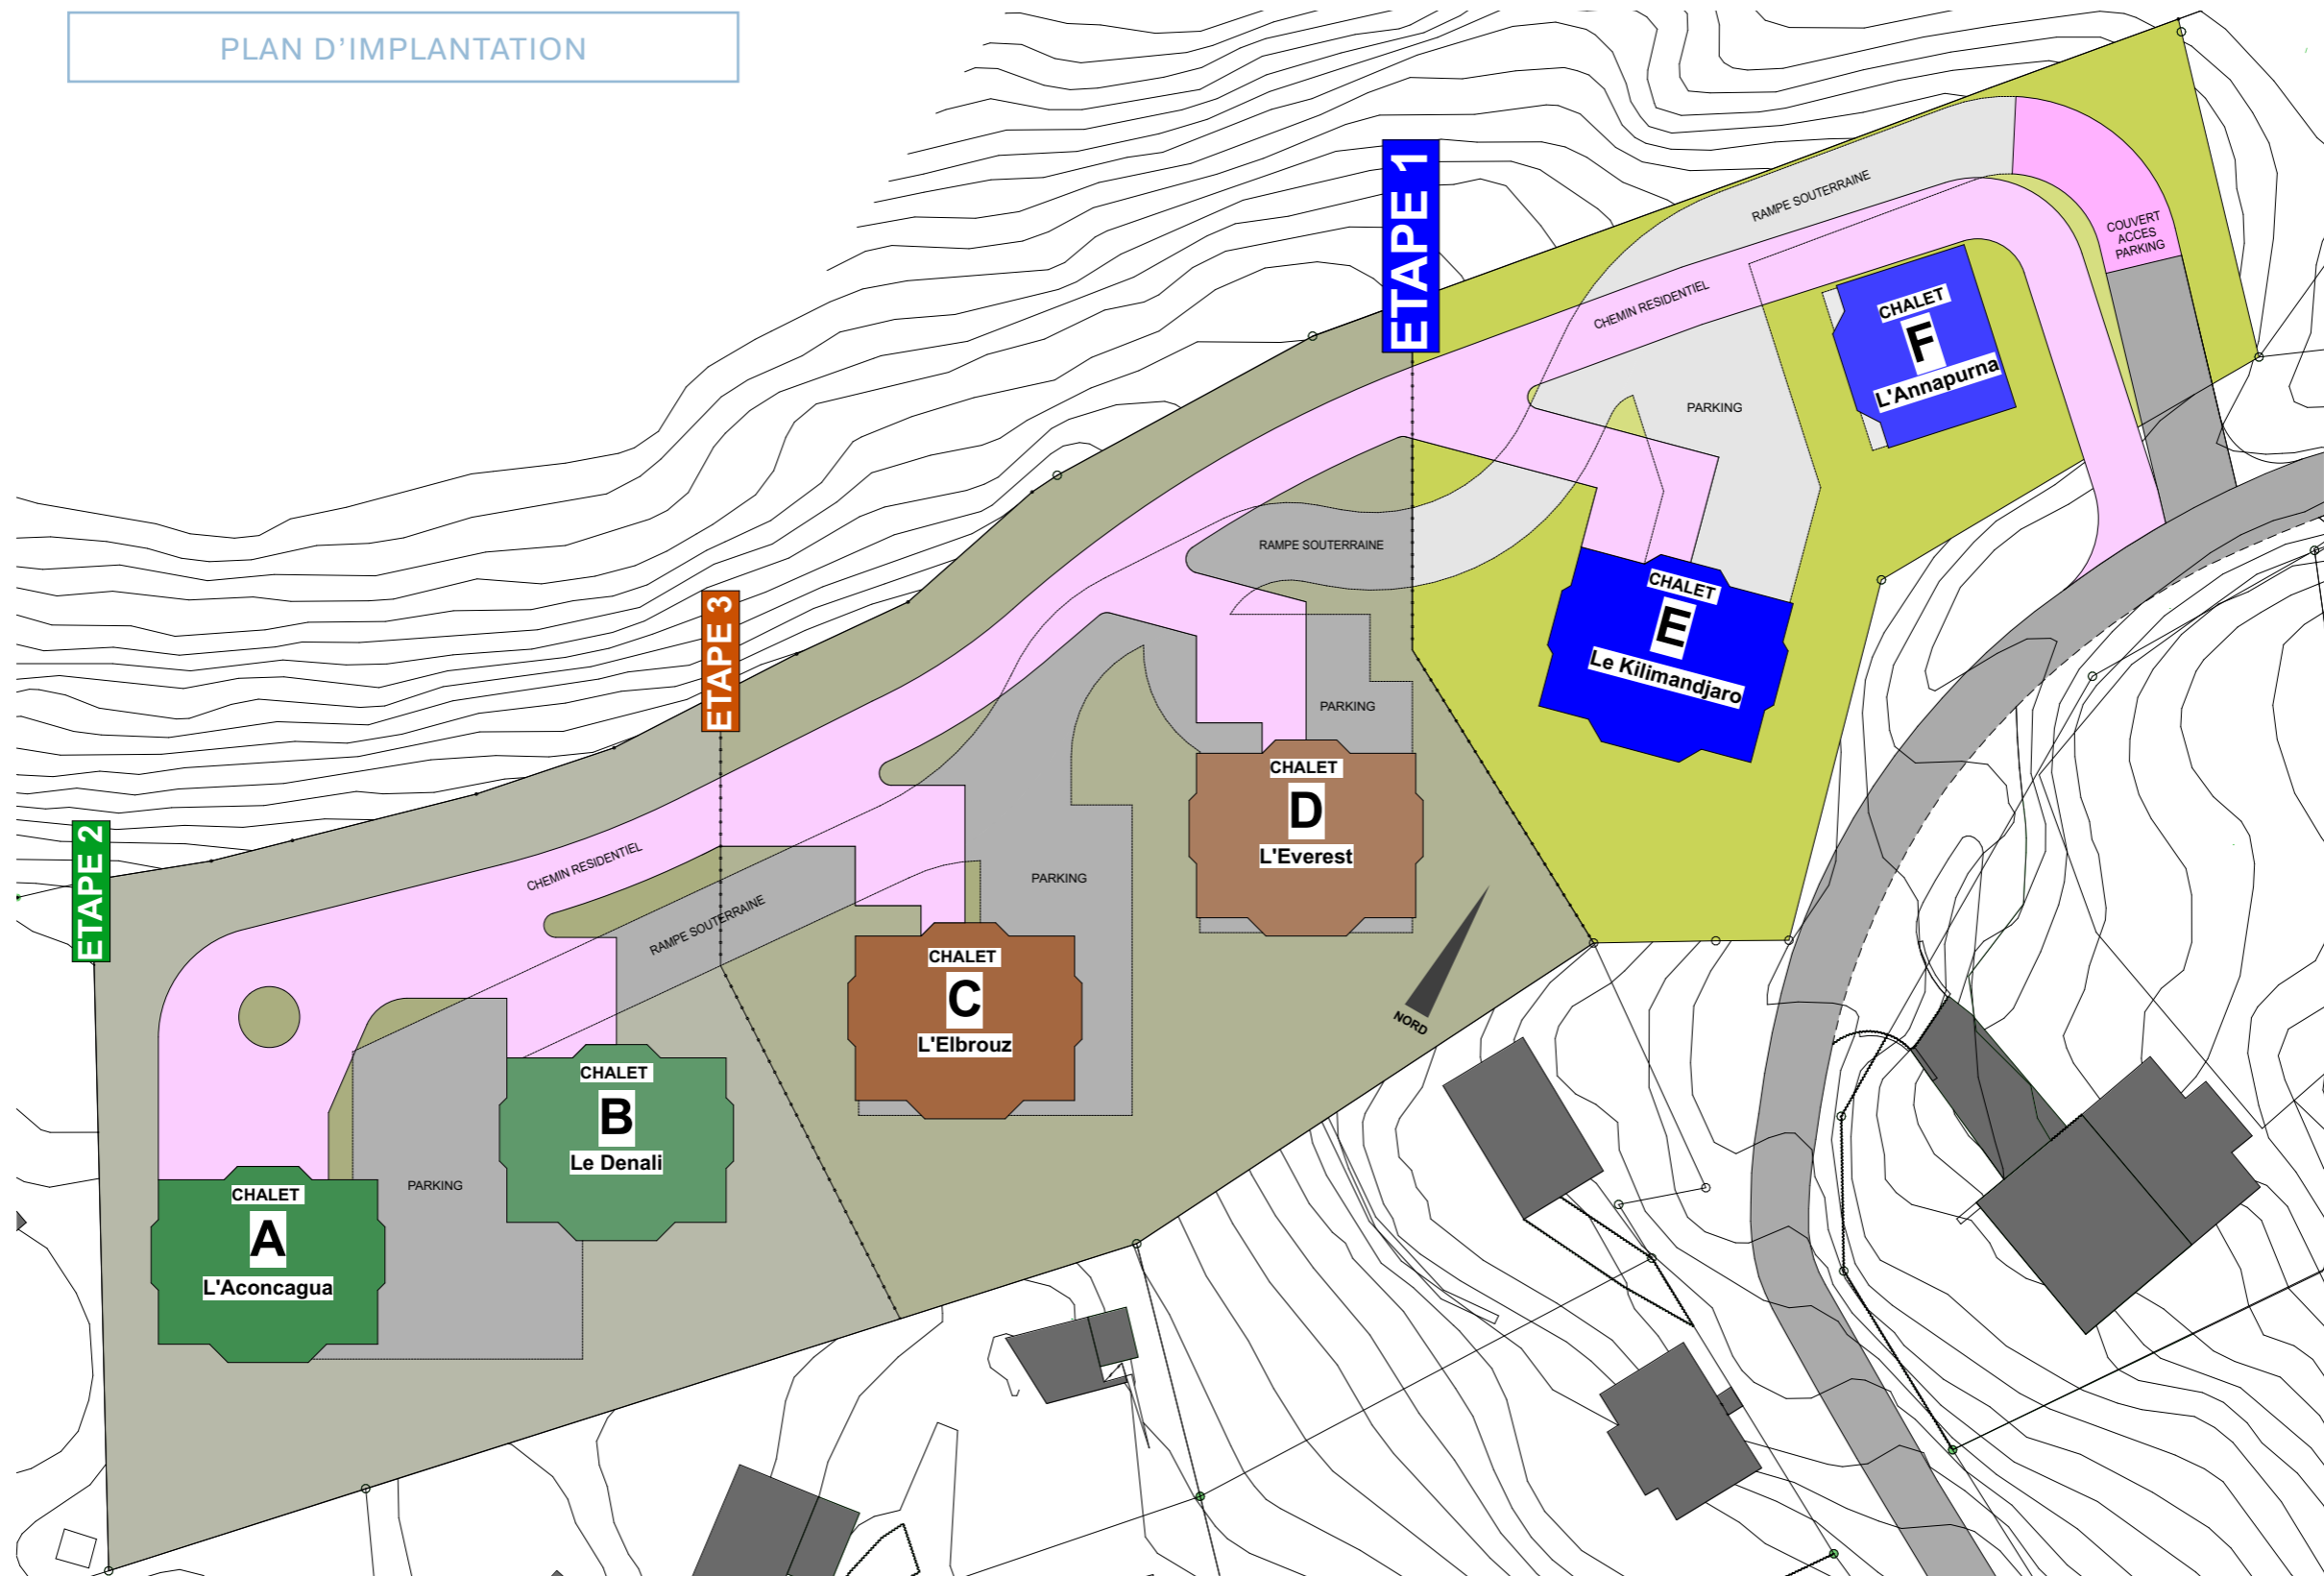 PLAN D'IMPLANTATION
ETAPE 1
RAMPE SOUTERRAINE
COUVERT
ACCES
PARKING
CHEMIN RESIDENTIEL
CHALET
F
L'Annapurna
PARKING
RAMPE SOUTERRAINE
CHALET
E
Le Kilimandjaro
ETAPE 3
PARKING
CHALET
D
L'Everest
ETAPE 2
CHEMIN RESIDENTIEL
PARKING
RAMPE SOUTERRAINE
CHALET
C
L'Elbrouz
NORD
CHALET
B
Le Denali
PARKING
CHALET
A
L'Aconcagua